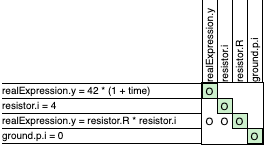 realExpression.y
resistor.i
resistor.R
ground.p.i
realExpression.y = 42 * (1 + time) O
resistor.i = 4 O
realExpression.y = resistor.R * resistor.i O O O
ground.p.i = 0 O